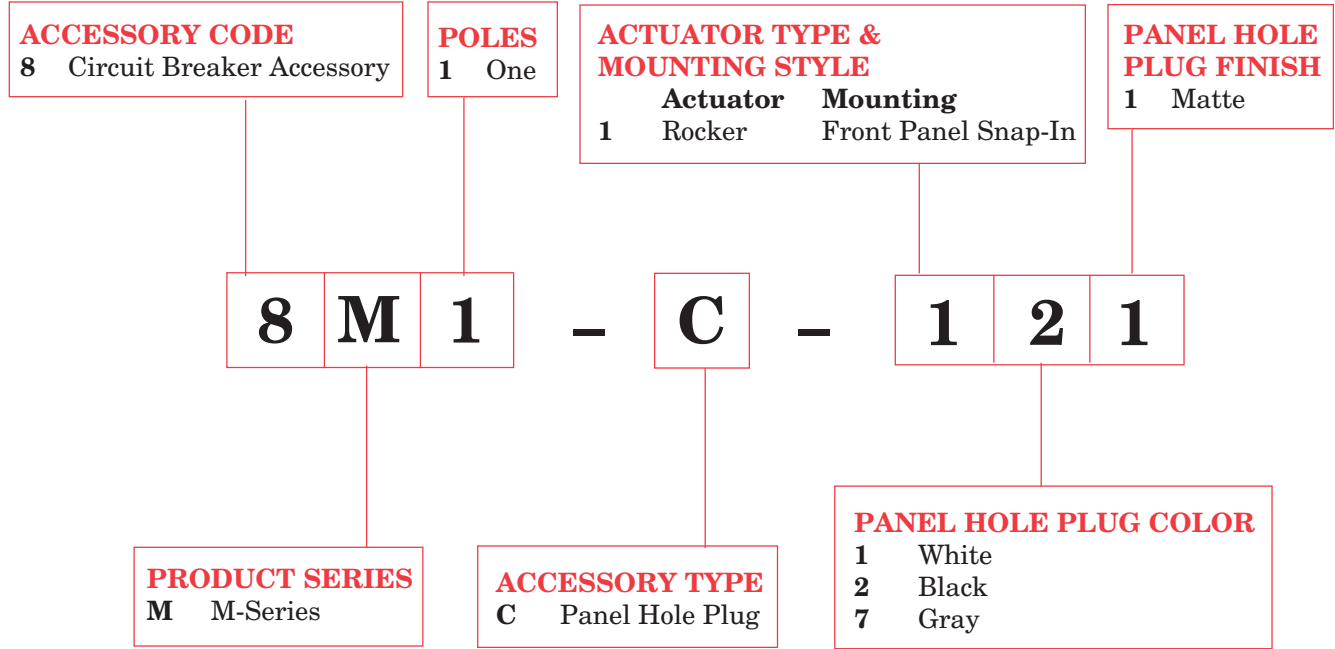 ACCESSORY CODE
8 Circuit Breaker Accessory
POLES
1 One
ACTUATOR TYPE &
MOUNTING STYLE
Actuator Mounting
1 Rocker Front Panel Snap-In
PANEL HOLE
PLUG FINISH
1 Matte
8 M 1 – C – 1 2 1
PRODUCT SERIES
M M-Series
ACCESSORY TYPE
C Panel Hole Plug
PANEL HOLE PLUG COLOR
1 White
2 Black
7 Gray